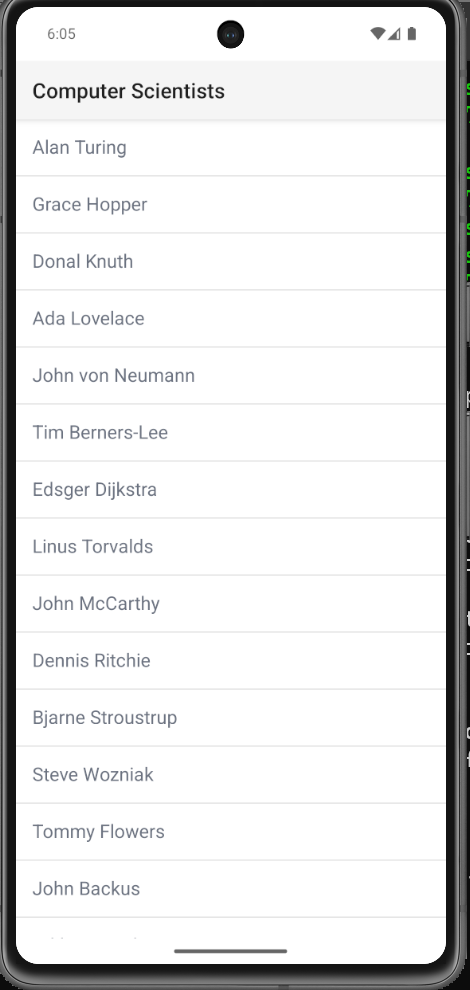 6:05
Computer Scientists
Alan Turing
Grace Hopper
Donal Knuth
Ada Lovelace
John von Neumann
Tim Berners-Lee
Edsger Dijkstra
Linus Torvalds
John McCarthy
Dennis Ritchie
Bjarne Stroustrup
Steve Wozniak
Tommy Flowers
John Backus